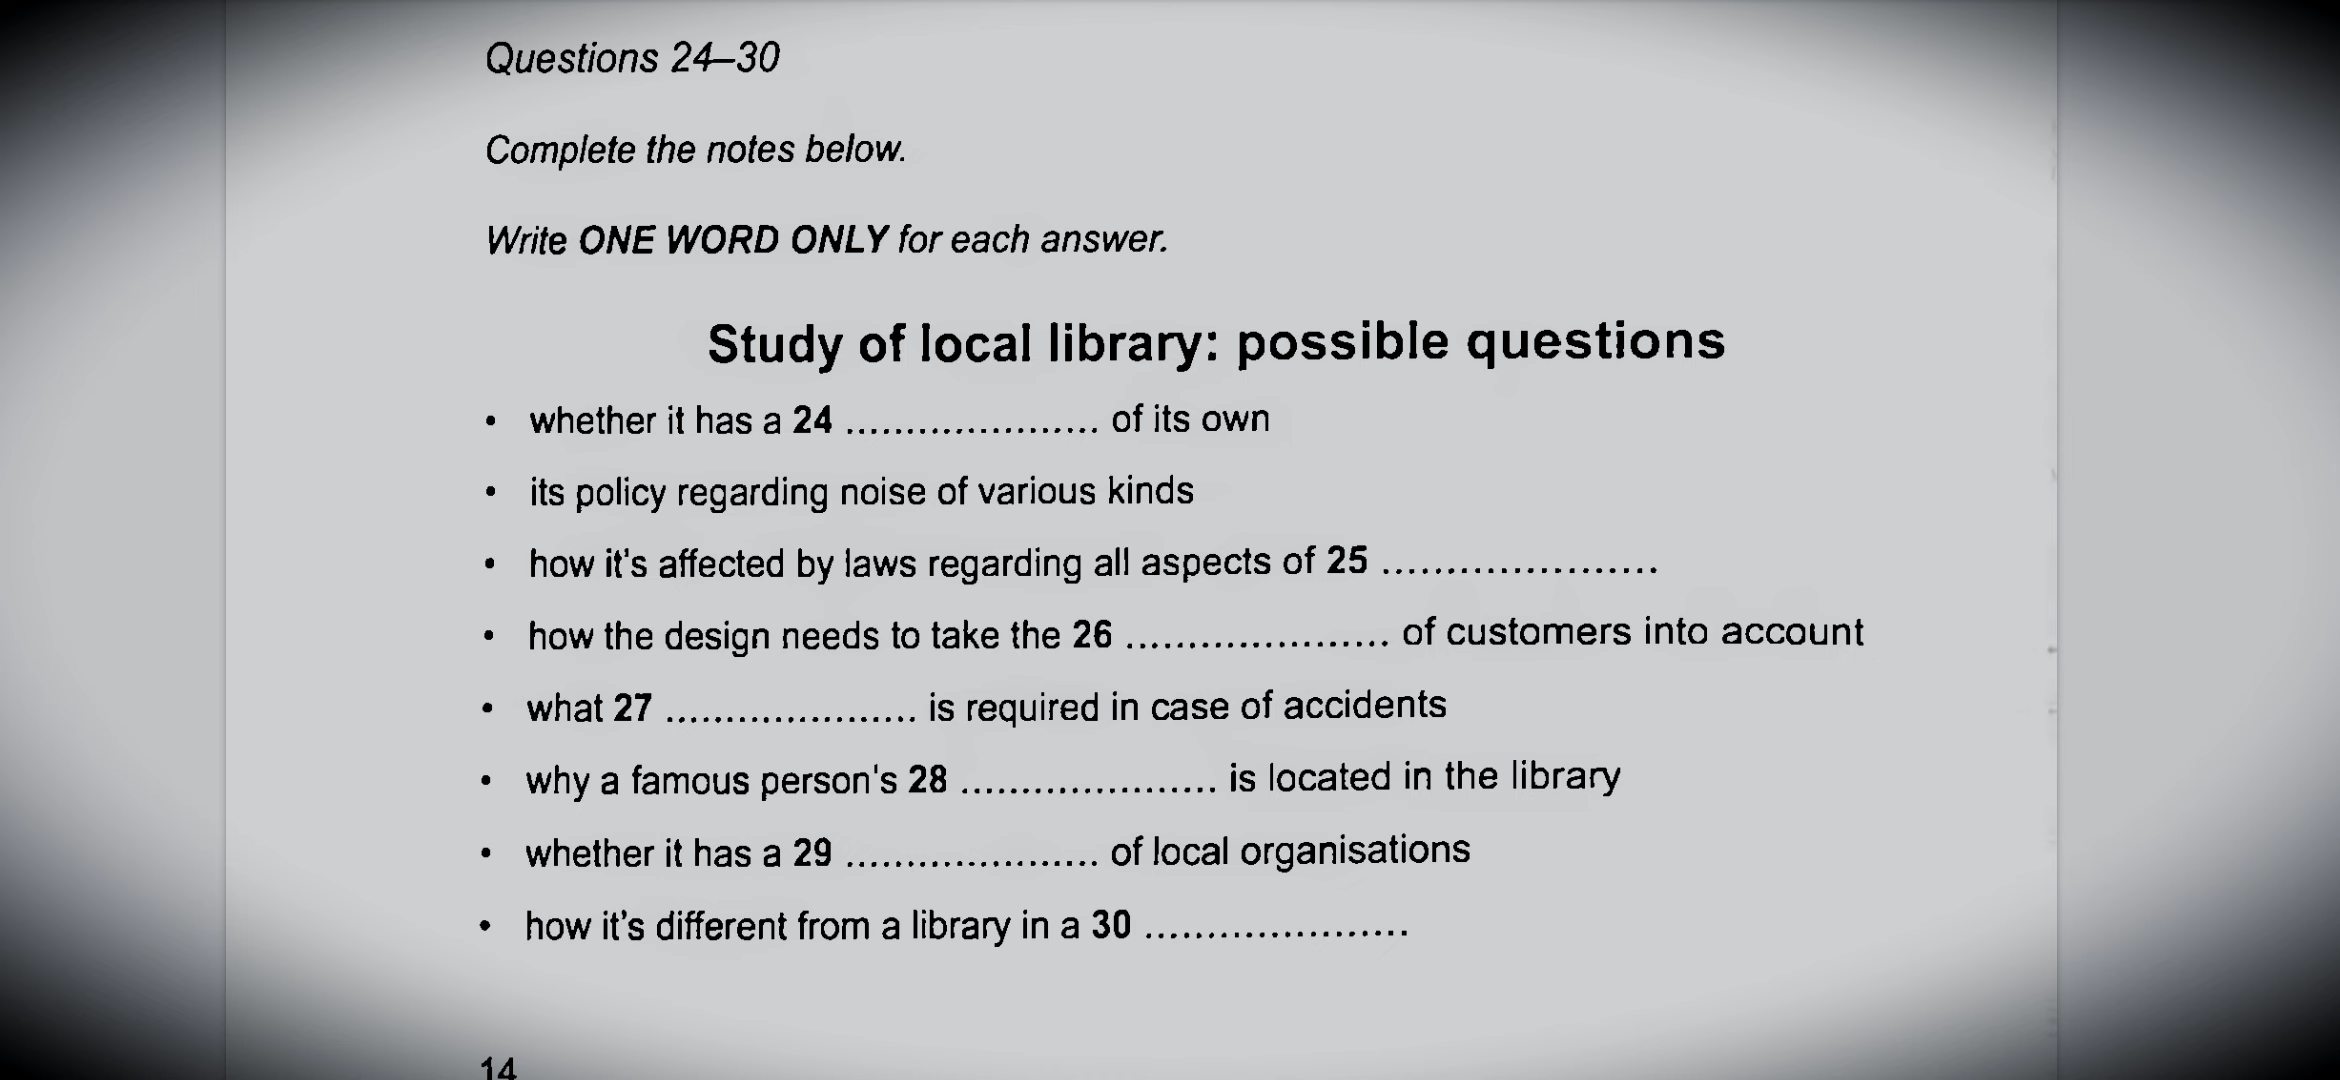 Questions 24–30
Complete the notes below.
Write ONE WORD ONLY for each answer.
Study of local library: possible questions
• whether it has a 24 ..................... of its own
• its policy regarding noise of various kinds
• how it's affected by laws regarding all aspects of 25 .....................
• how the design needs to take the 26 ..................... of customers into account
• what 27 ..................... is required in case of accidents
• why a famous person's 28 ..................... is located in the library
• whether it has a 29 ..................... of local organisations
• how it's different from a library in a 30 .....................
14